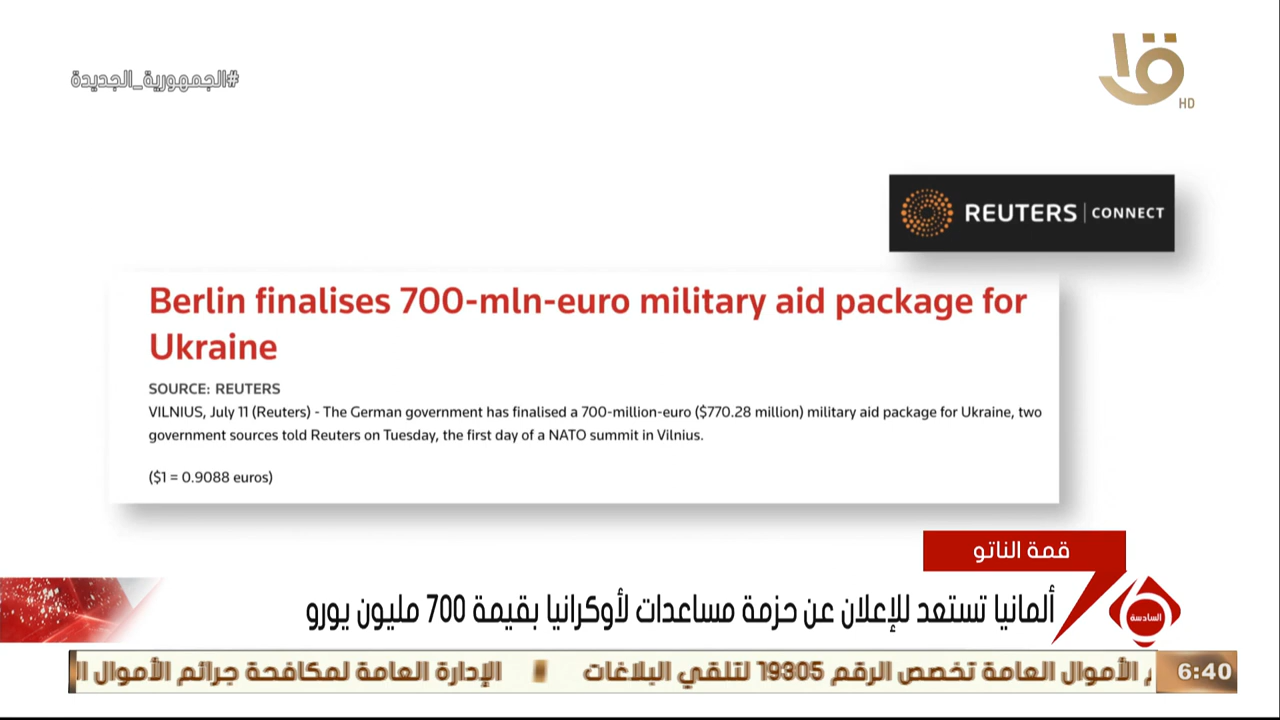 #الجمهورية_الجديدة
HD
REUTERS | CONNECT
Berlin finalises 700-mln-euro military aid package for
Ukraine
SOURCE: REUTERS
VILNIUS, July 11 (Reuters) - The German government has finalised a 700-million-euro ($770.28 million) military aid package for Ukraine, two
government sources told Reuters on Tuesday, the first day of a NATO summit in Vilnius.
($1 = 0.9088 euros)
قمة الناتو
ألمانيا تستعد للإعلان عن حزمة مساعدات لأوكرانيا بقيمة 700 مليون يورو
السادسة
الأموال العامة تخصص الرقم 19805 لتلقي البلاغات الإدارة العامة لمكافحة جرائم الأموال
6:40